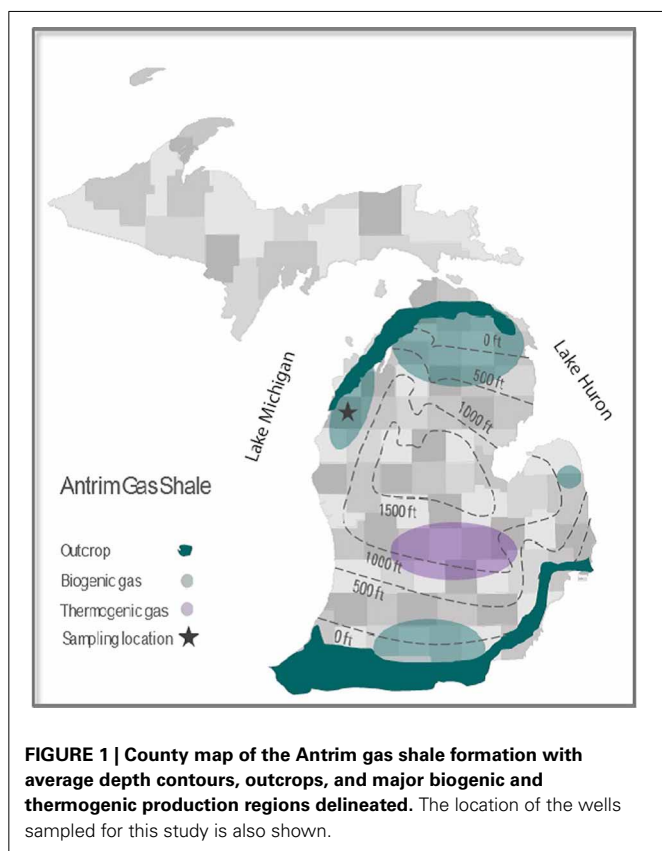 0 ft
500 ft
1000 ft
Lake Michigan
Lake Huron
Antrim Gas Shale
1500 ft
Outcrop
Biogenic gas
Thermogenic gas
Sampling location
1000 ft
500 ft
0 ft
FIGURE 1 | County map of the Antrim gas shale formation with
average depth contours, outcrops, and major biogenic and
thermogenic production regions delineated. The location of the wells
sampled for this study is also shown.